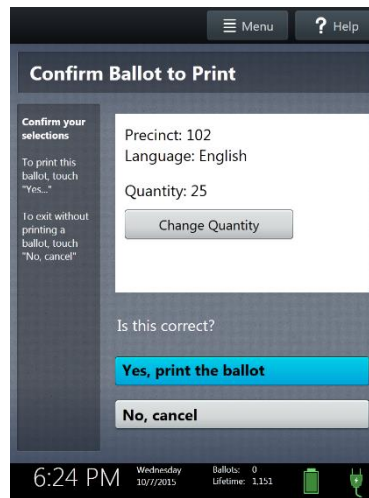 Menu
? Help
Confirm Ballot to Print
Confirm your
selections
To print this
ballot, touch
"Yes..."
To exit without
printing a
ballot, touch
"No, cancel"
Precinct: 102
Language: English
Quantity: 25
Change Quantity
Is this correct?
Yes, print the ballot
No, cancel
6:24 PM
Wednesday
10/7/2015
Ballots: 0
Lifetime: 1,151